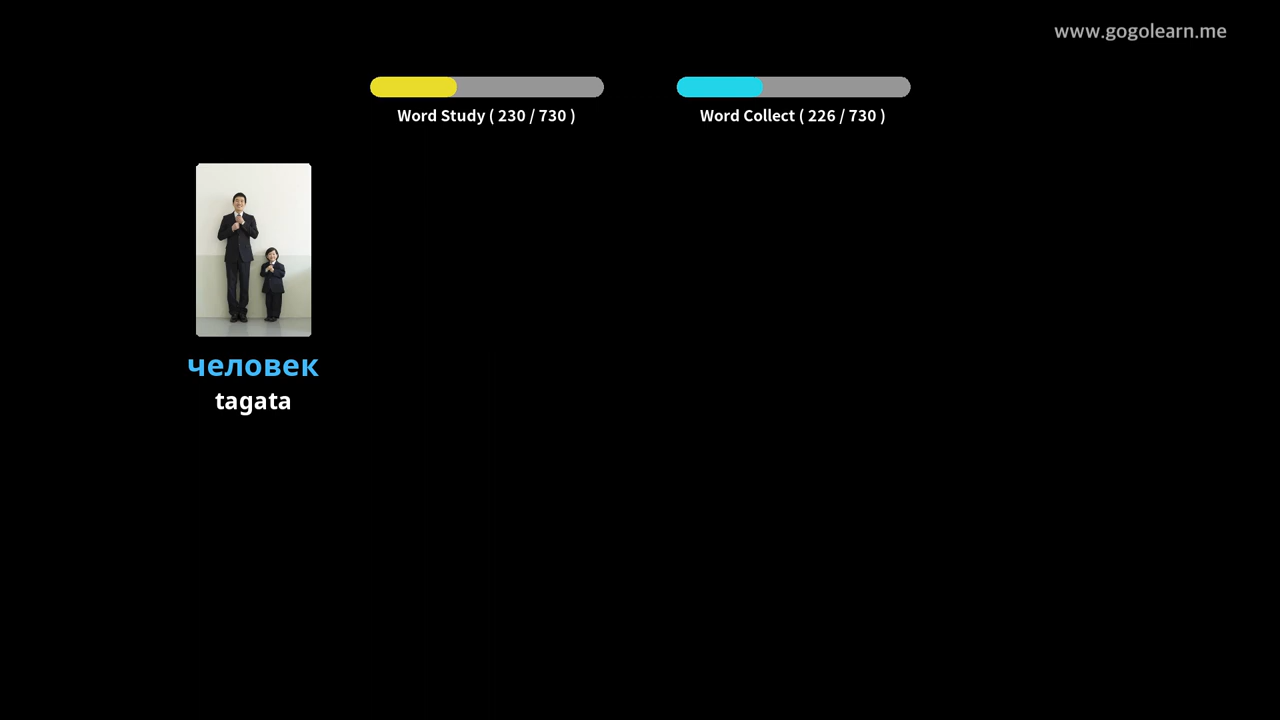 www.gogolearn.me
Word Study ( 230 / 730 )
Word Collect ( 226 / 730 )
человек
tagata